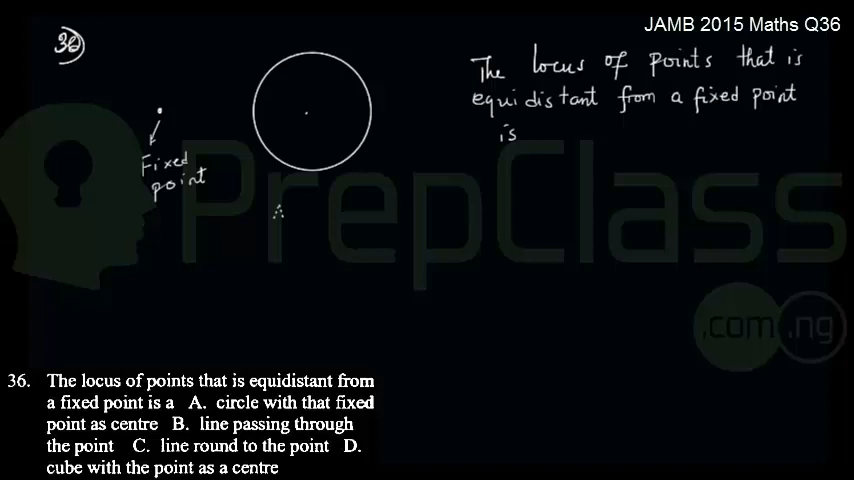 JAMB 2015 Maths Q36
36
The locus of points that is
equidistant from a fixed point
is
Fixed
point
A
PrepClass
.com .ng
36. The locus of points that is equidistant from
a fixed point is a A. circle with that fixed
point as centre B. line passing through
the point C. line round to the point D.
cube with the point as a centre